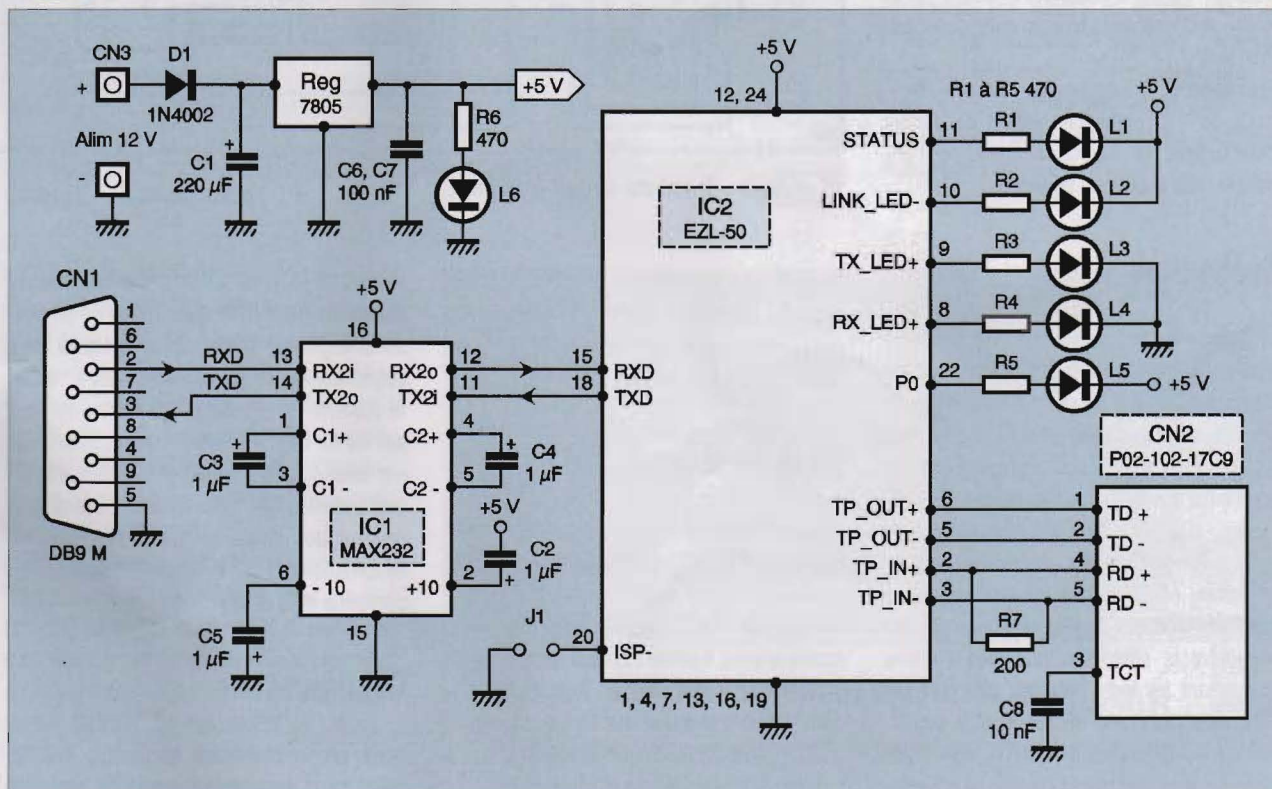 CN3
+
D1
1N4002
Alim 12 V
-
+
C1
220 µF
Reg
7805
C6, C7
100 nF
R6
470
L6
+5 V
CN1
1
6
2
7
3
8
4
9
5
DB9 M
RXD
TXD
+5 V
16
13
14
1
3
6
15
RX2i
TX2o
C1+
C1 -
- 10
RX2o
TX2i
C2+
C2 -
+10
IC1
MAX232
12
11
4
5
2
+
C3
1 µF
+
C4
1 µF
+5 V
C2
1 µF
+
C5
1 µF
+
J1
15
18
20
RXD
TXD
ISP-
+5 V
12, 24
IC2
EZL-50
1, 4, 7, 13, 16, 19
STATUS
LINK_LED-
TX_LED+
RX_LED+
P0
TP_OUT+
TP_OUT-
TP_IN+
TP_IN-
11
10
9
8
22
6
5
2
3
R1 à R5 470
+5 V
R1
L1
R2
L2
R3
L3
R4
L4
R5
L5
+5 V
CN2
P02-102-17C9
1
2
4
5
3
TD +
TD -
RD +
RD -
TCT
R7
200
C8
10 nF